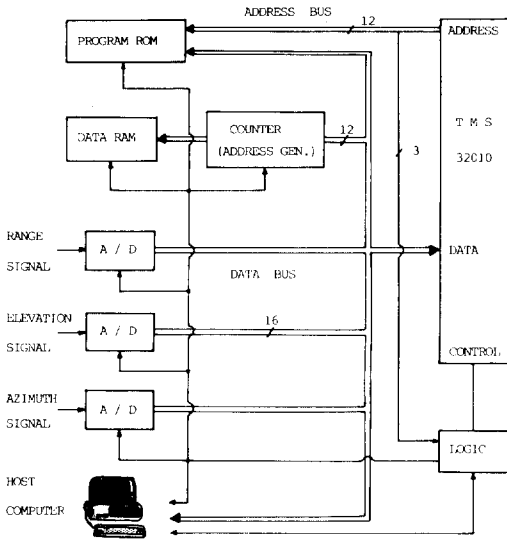 ADDRESS BUS
12
PROGRAM ROM
ADDRESS
T M S
32010
DATA RAM
COUNTER
(ADDRESS GEN.)
12
3
RANGE
SIGNAL
A / D
DATA
DATA BUS
ELEVATION
SIGNAL
A / D
16
CONTROL
AZIMUTH
SIGNAL
A / D
LOGIC
HOST
COMPUTER